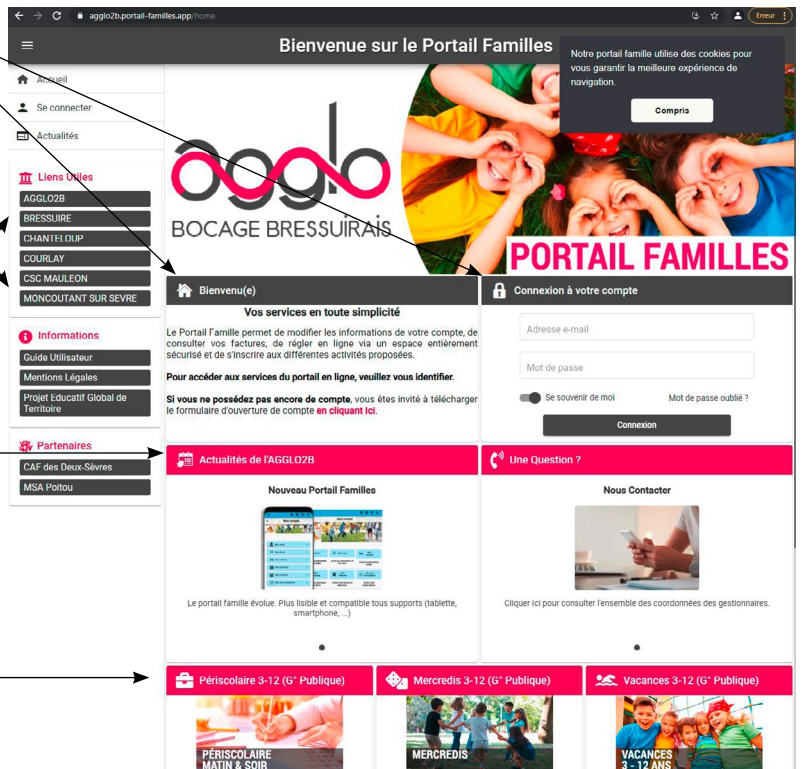 agglo2b.portail-familles.app/home
Erreur
Bienvenue sur le Portail Familles
Notre portail famille utilise des cookies pour
vous garantir la meilleure expérience de
navigation.
Compris
Accueil
Se connecter
Actualités
Liens Utiles
AGGLO2B
BRESSUIRE
CHANTELOUP
COURLAY
CSC MAULEON
MONCOUTANT SUR SEVRE
Informations
Guide Utilisateur
Mentions Légales
Projet Educatif Global de
Territoire
Partenaires
CAF des Deux-Sèvres
MSA Poitou
agglo
BOCAGE BRESSUIRAIS
PORTAIL FAMILLES
Bienvenu(e)
Vos services en toute simplicité
Le Portail Famille permet de modifier les informations de votre compte, de
consulter vos factures, de régler en ligne via un espace entièrement
sécurisé et de s'inscrire aux différentes activités proposées.
Pour accéder aux services du portail en ligne, veuillez vous identifier.
Si vous ne possédez pas encore de compte, vous êtes invité à télécharger
le formulaire d'ouverture de compte en cliquant Ici.
Connexion à votre compte
Adresse e-mail
Mot de passe
Se souvenir de moi
Mot de passe oublié ?
Connexion
Actualités de l'AGGLO2B
Nouveau Portail Familles
Le portail famille évolue. Plus lisible et compatible tous supports (tablette,
smartphone, ...)
Une Question ?
Nous Contacter
Cliquer ici pour consulter l'ensemble des coordonnées des gestionnaires.
Périscolaire 3-12 (G° Publique)
PÉRISCOLAIRE
MATIN & SOIR
Mercredis 3-12 (G° Publique)
MERCREDIS
Vacances 3-12 (G° Publique)
VACANCES
3 - 12 ANS